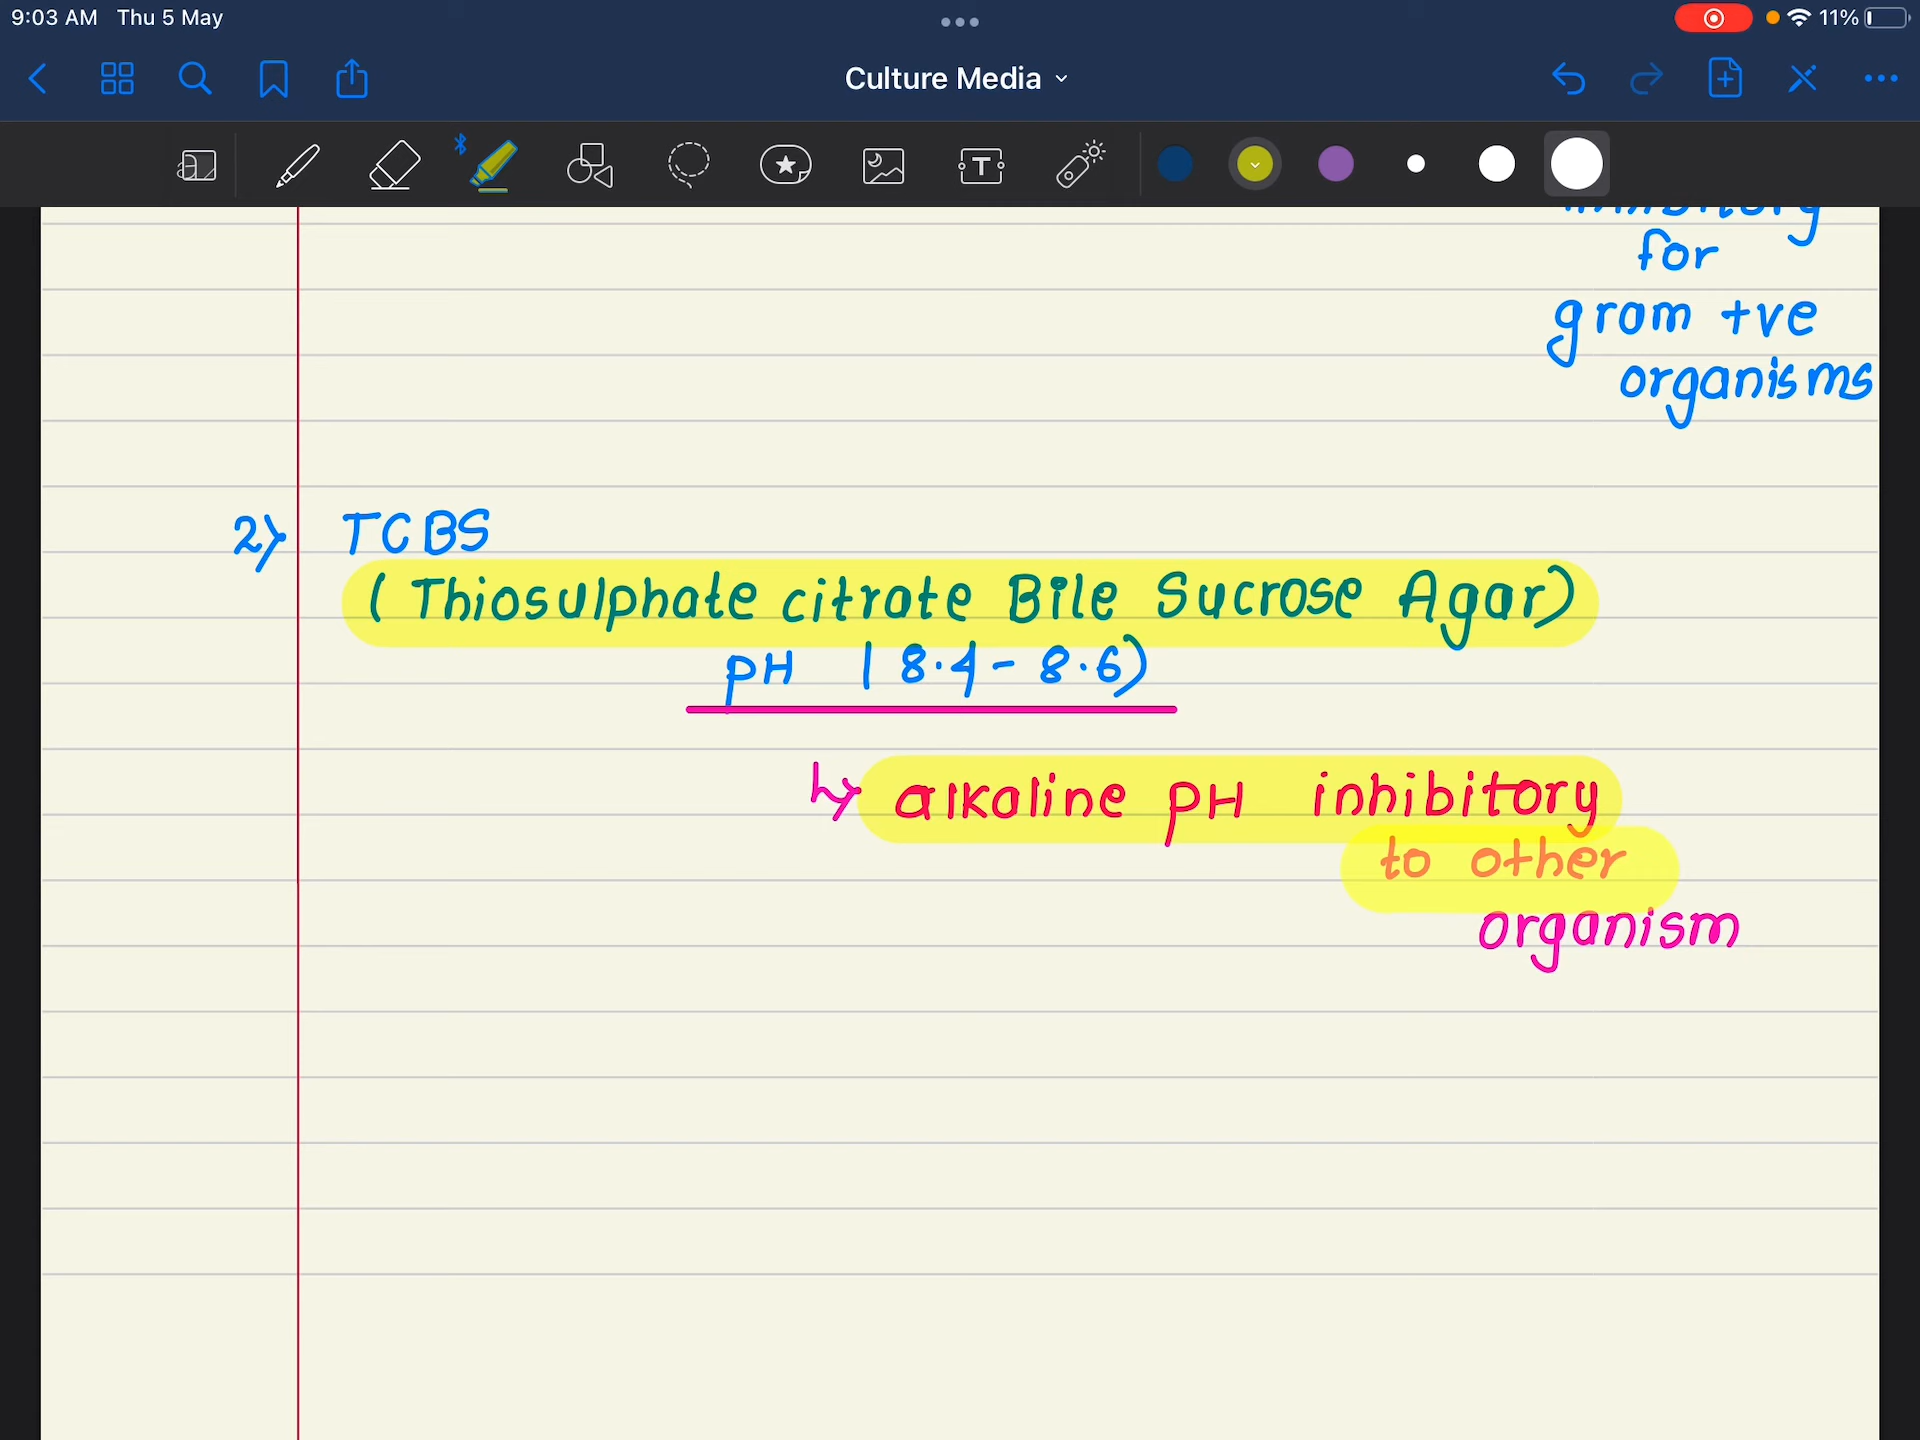 9:03 AM Thu 5 May
11%
Culture Media
inhibitory
for
gram +ve
organisms
2) TCBS
(Thiosulphate citrate Bile Sucrose Agar)
pH (8.4 - 8.6)
↳ alkaline pH inhibitory
to other
organism